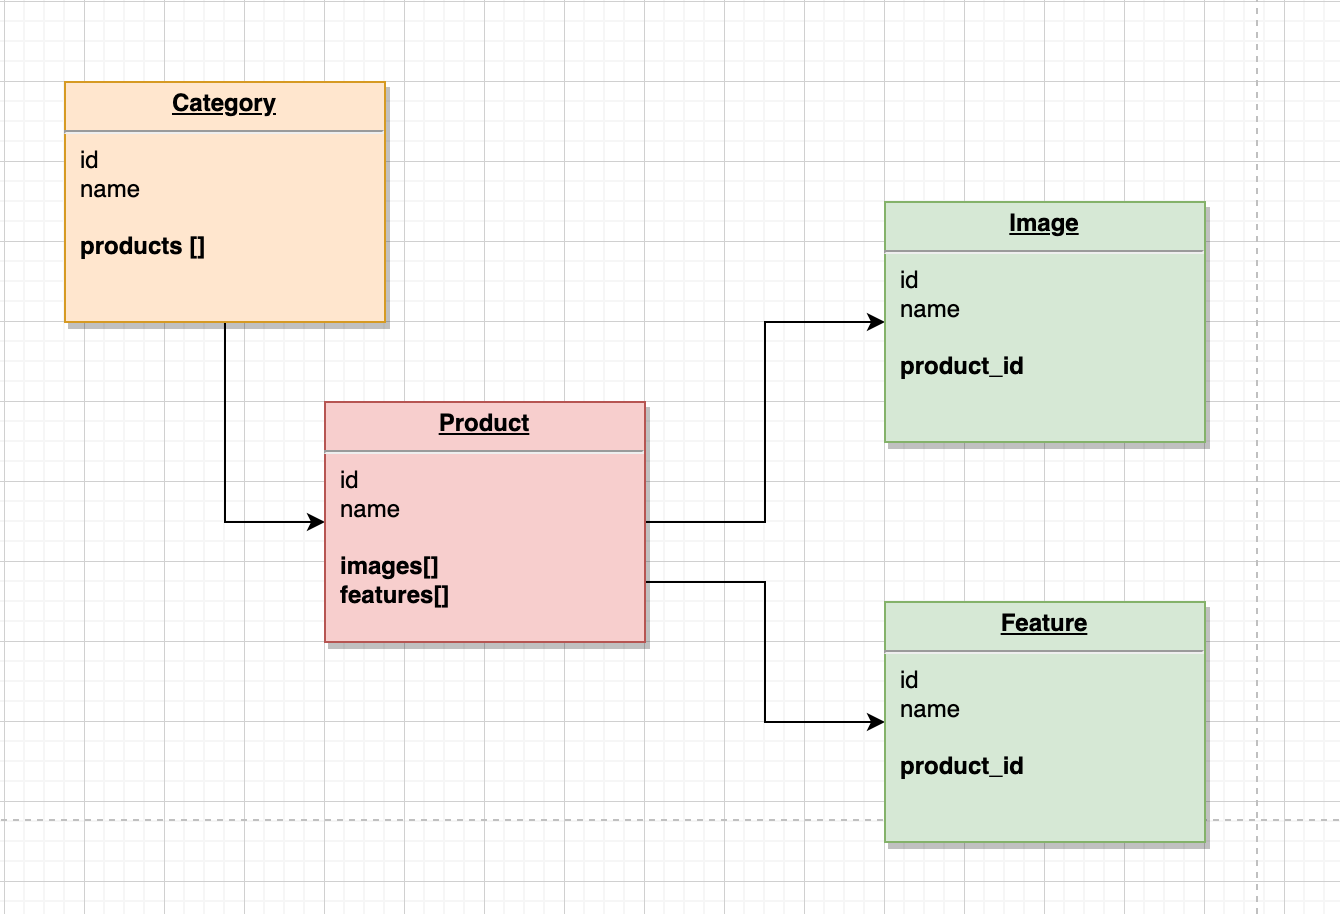 Category
id
name
products []
Product
id
name
images[]
features[]
Image
id
name
product_id
Feature
id
name
product_id